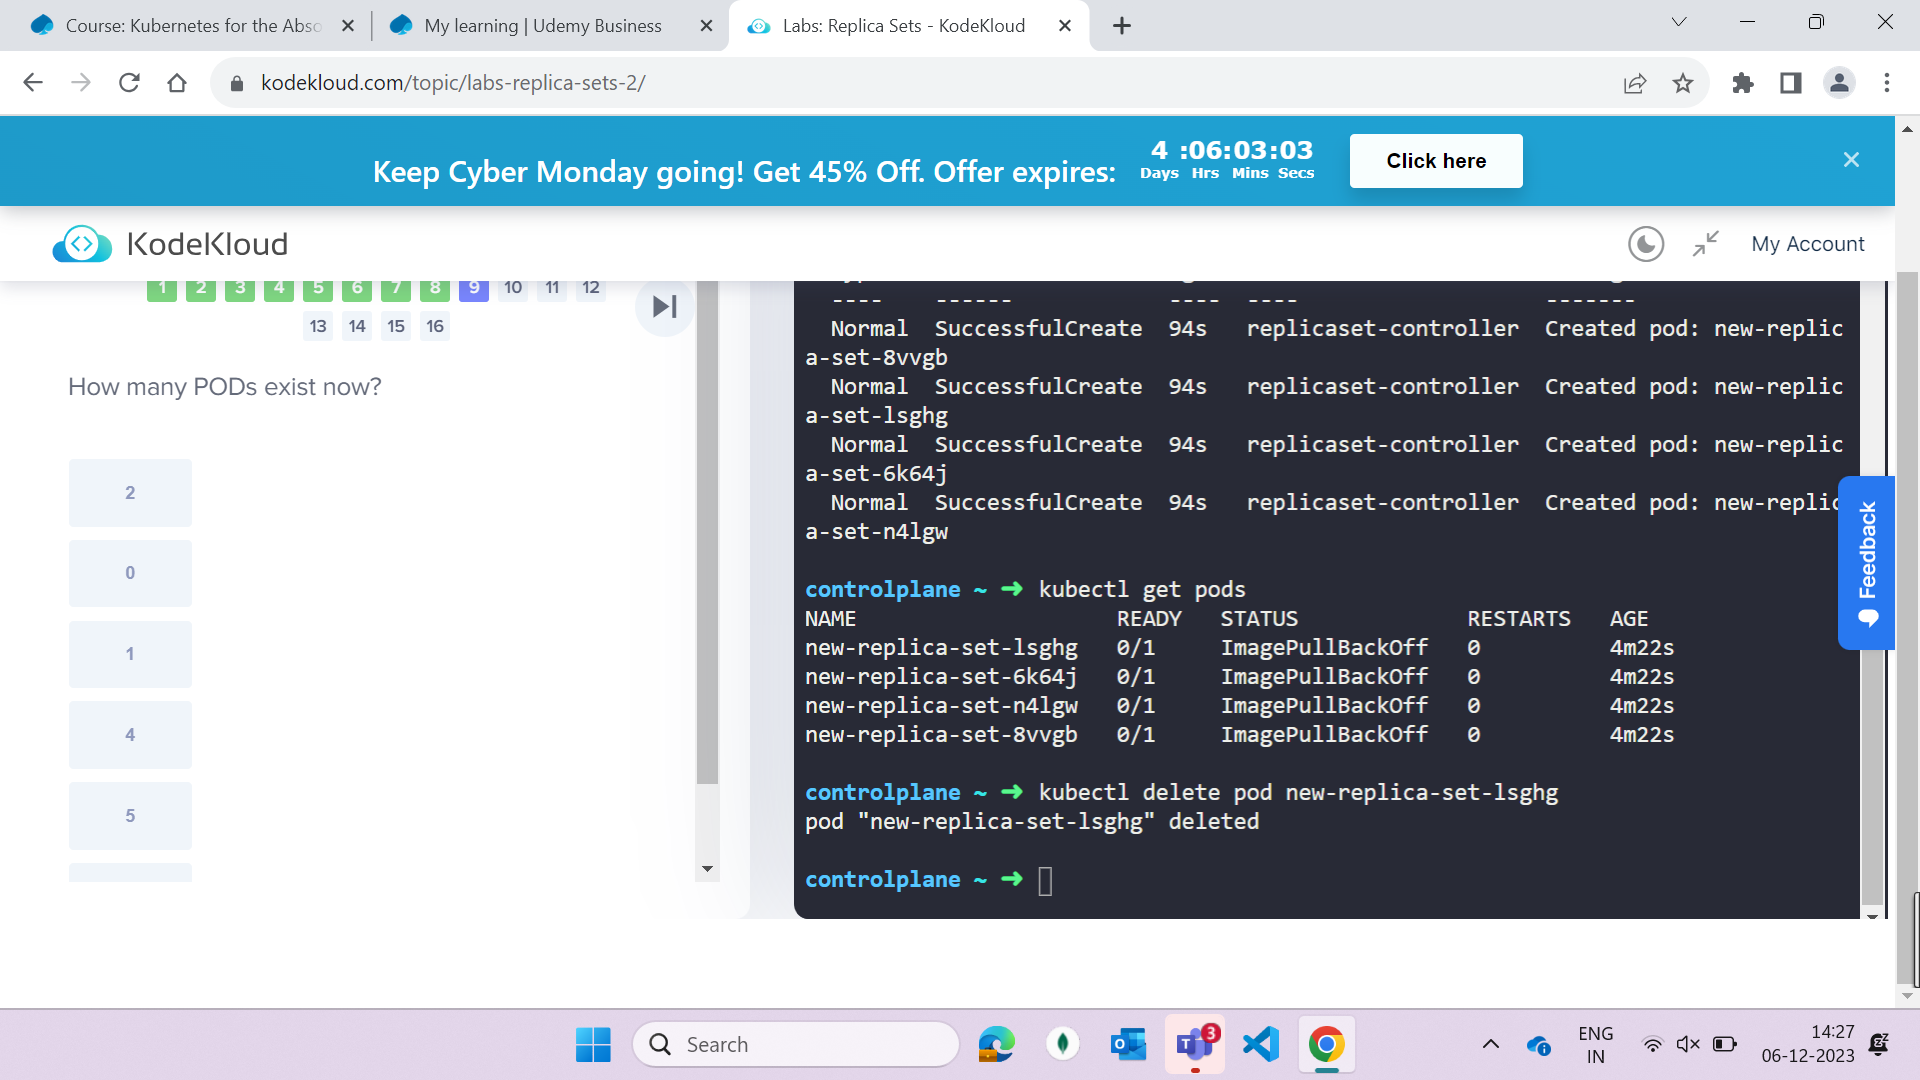 Course: Kubernetes for the Abso
My learning | Udemy Business
Labs: Replica Sets - KodeKloud
kodekloud.com/topic/labs-replica-sets-2/
Keep Cyber Monday going! Get 45% Off. Offer expires:
4 :06:03:03
Days Hrs Mins Secs
Click here
KodeKloud
My Account
1 2 3 4 5 6 7 8 9 10 11 12
13 14 15 16
How many PODs exist now?
2
0
1
4
5
---- ------ ---- ---- -------
Normal SuccessfulCreate 94s replicaset-controller Created pod: new-replic
a-set-8vvgb
Normal SuccessfulCreate 94s replicaset-controller Created pod: new-replic
a-set-lsghg
Normal SuccessfulCreate 94s replicaset-controller Created pod: new-replic
a-set-6k64j
Normal SuccessfulCreate 94s replicaset-controller Created pod: new-replic
a-set-n4lgw
controlplane ~ ➜ kubectl get pods
NAME READY STATUS RESTARTS AGE
new-replica-set-lsghg 0/1 ImagePullBackOff 0 4m22s
new-replica-set-6k64j 0/1 ImagePullBackOff 0 4m22s
new-replica-set-n4lgw 0/1 ImagePullBackOff 0 4m22s
new-replica-set-8vvgb 0/1 ImagePullBackOff 0 4m22s
controlplane ~ ➜ kubectl delete pod new-replica-set-lsghg
pod "new-replica-set-lsghg" deleted
controlplane ~ ➜
Feedback
Search
3
ENG
IN
14:27
06-12-2023